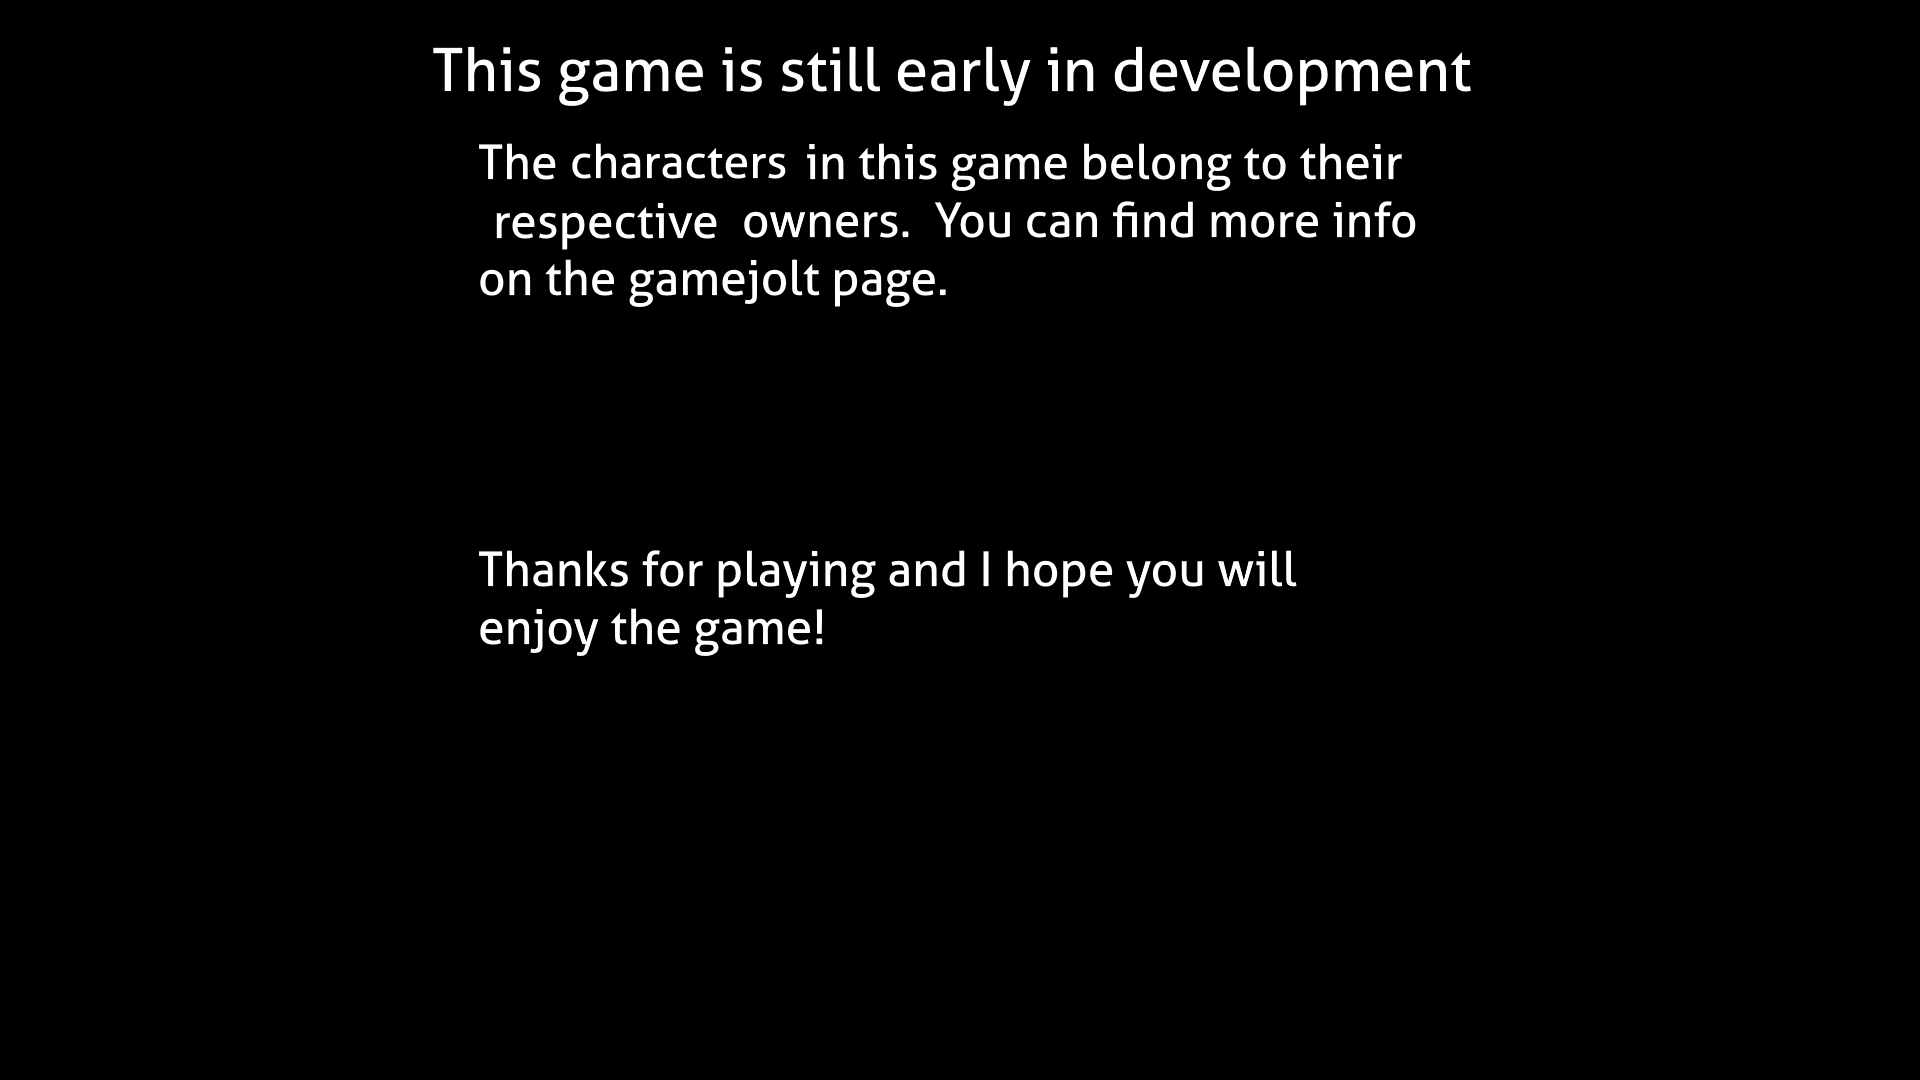 This game is still early in development
The characters in this game belong to their
respective owners. You can find more info
on the gamejolt page.
Thanks for playing and I hope you will
enjoy the game!